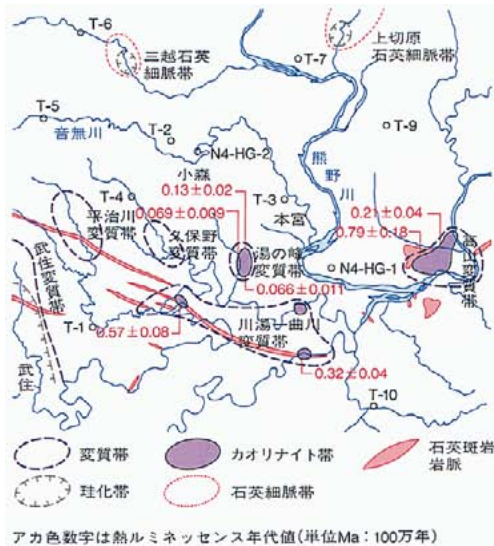 T-6
三越石英
細脈帯
上切原
石英細脈帯
T-7
T-5
音無川
T-2
N4-HG-2
小森
熊野川
T-9
0.13±0.02
T-4
0.069±0.009
平治川
変質帯
久保野
変質帯
T-3
本宮
0.21±0.04
0.79±0.18
湯の峰
変質帯
N4-HG-1
高山変質帯
0.066±0.011
武住変質帯
武住
T-1
0.57±0.08
川湯―曲川
変質帯
0.32±0.04
T-10
変質帯
カオリナイト帯
石英斑岩
岩脈
珪化帯
石英細脈帯
アカ色数字は熱ルミネッセンス年代値(単位Ma：100万年)